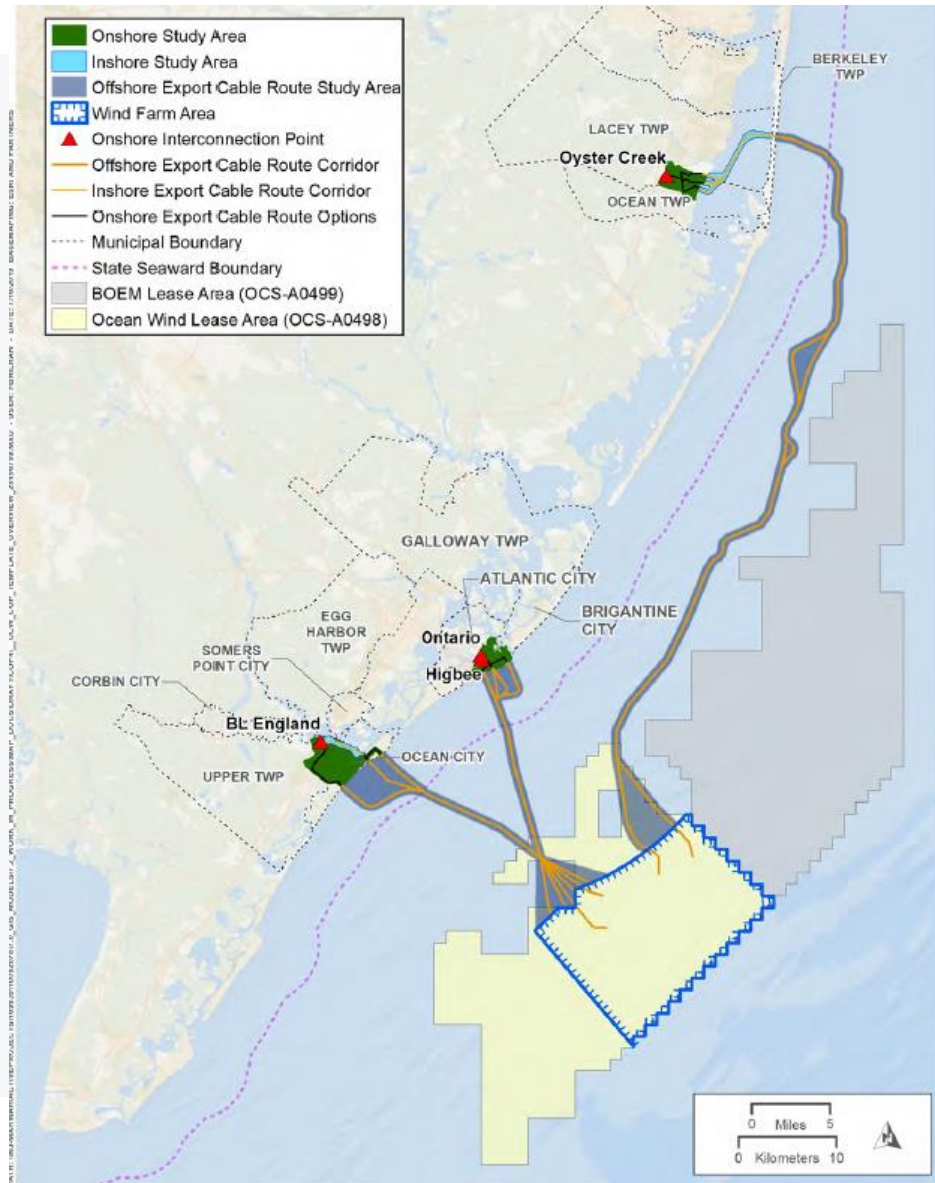 Onshore Study Area
Inshore Study Area
Offshore Export Cable Route Study Area
Wind Farm Area
Onshore Interconnection Point
Offshore Export Cable Route Corridor
Inshore Export Cable Route Corridor
Onshore Export Cable Route Options
Municipal Boundary
State Seaward Boundary
BOEM Lease Area (OCS-A0499)
Ocean Wind Lease Area (OCS-A0498)
BERKELEY
TWP
LACEY TWP
Oyster Creek
OCEAN TWP
GALLOWAY TWP
ATLANTIC CITY
BRIGANTINE
CITY
EGG
HARBOR
TWP
Ontario
Higbee
SOMERS
POINT CITY
CORBIN CITY
BL England
OCEAN CITY
UPPER TWP
0 Miles 5
0 Kilometers 10
N